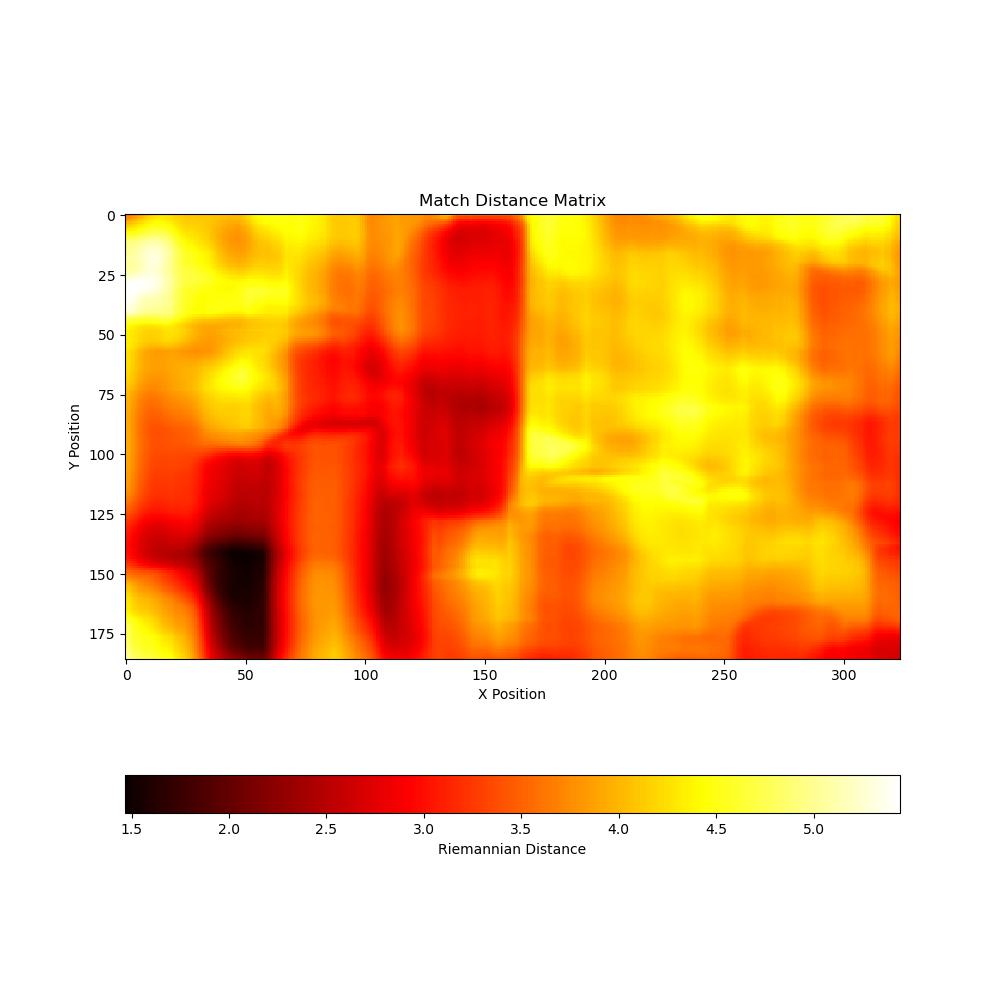 Match Distance Matrix
0
25
50
75
100
125
150
175
Y Position
0 50 100 150 200 250 300
X Position
1.5 2.0 2.5 3.0 3.5 4.0 4.5 5.0
Riemannian Distance